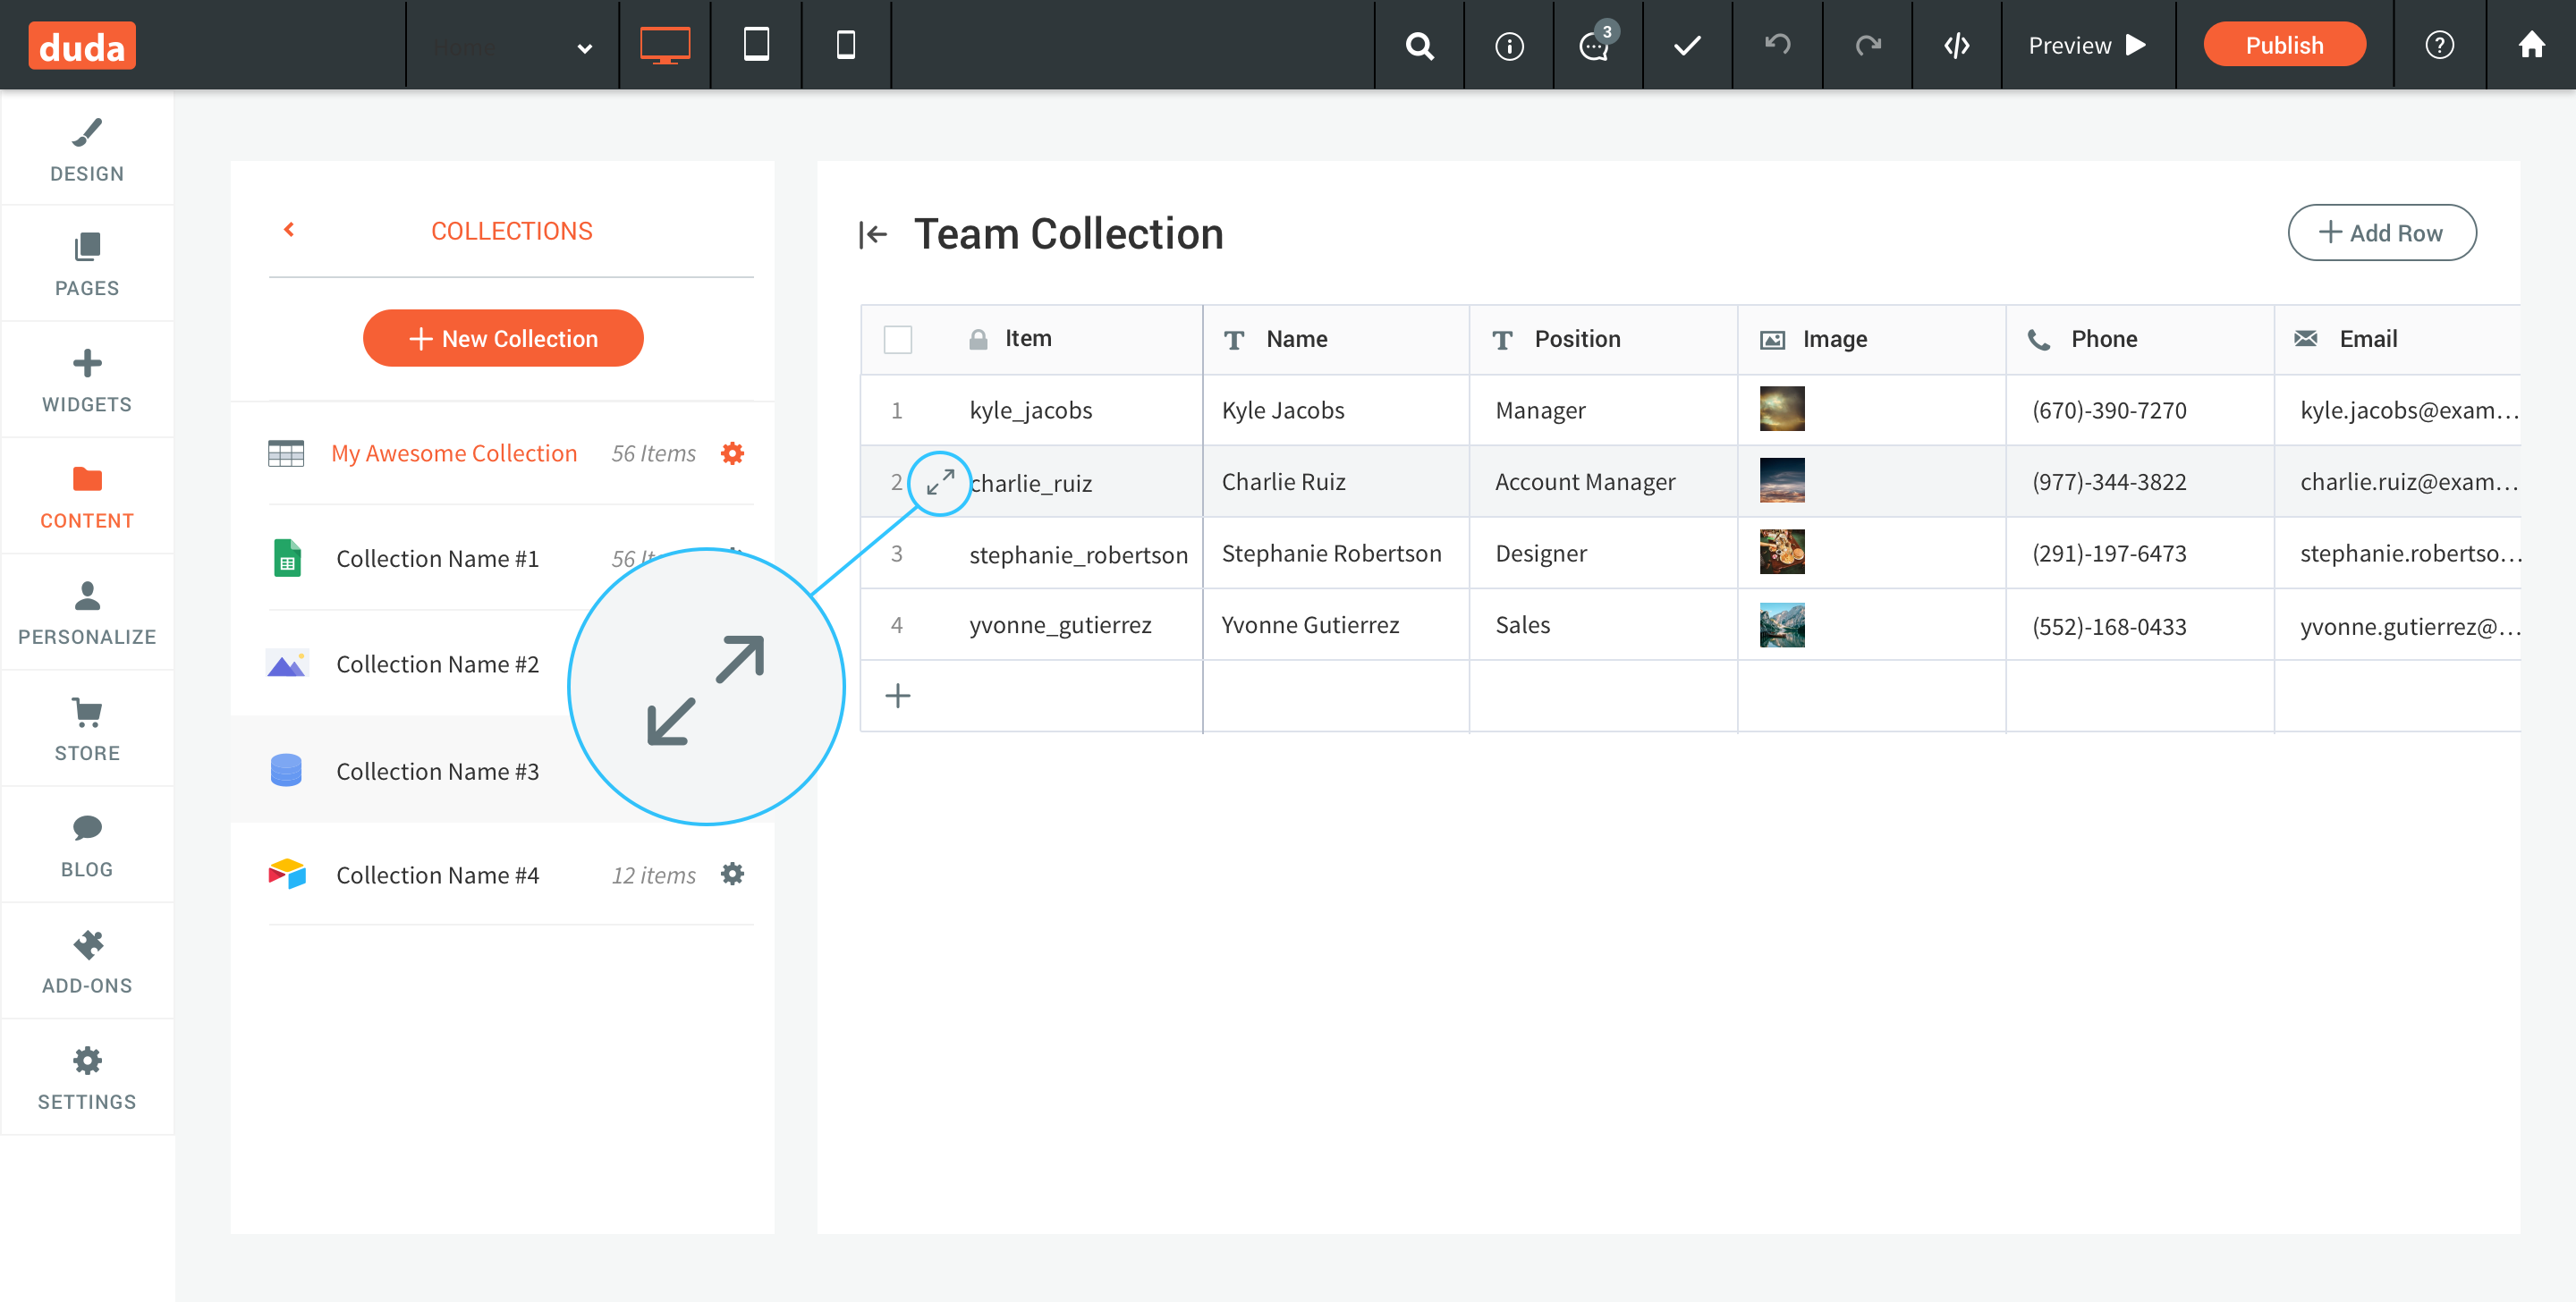 duda
Home
3
Preview
Publish
DESIGN
PAGES
WIDGETS
CONTENT
PERSONALIZE
STORE
BLOG
ADD-ONS
SETTINGS
COLLECTIONS
New Collection
My Awesome Collection 56 Items
Collection Name #1 56
Collection Name #2
Collection Name #3
Collection Name #4 12 items
Team Collection
Add Row
Item Name Position Image Phone Email
1 kyle_jacobs Kyle Jacobs Manager (670)-390-7270 kyle.jacobs@exam...
2 charlie_ruiz Charlie Ruiz Account Manager (977)-344-3822 charlie.ruiz@exam...
3 stephanie_robertson Stephanie Robertson Designer (291)-197-6473 stephanie.robertso...
4 yvonne_gutierrez Yvonne Gutierrez Sales (552)-168-0433 yvonne.gutierrez@...